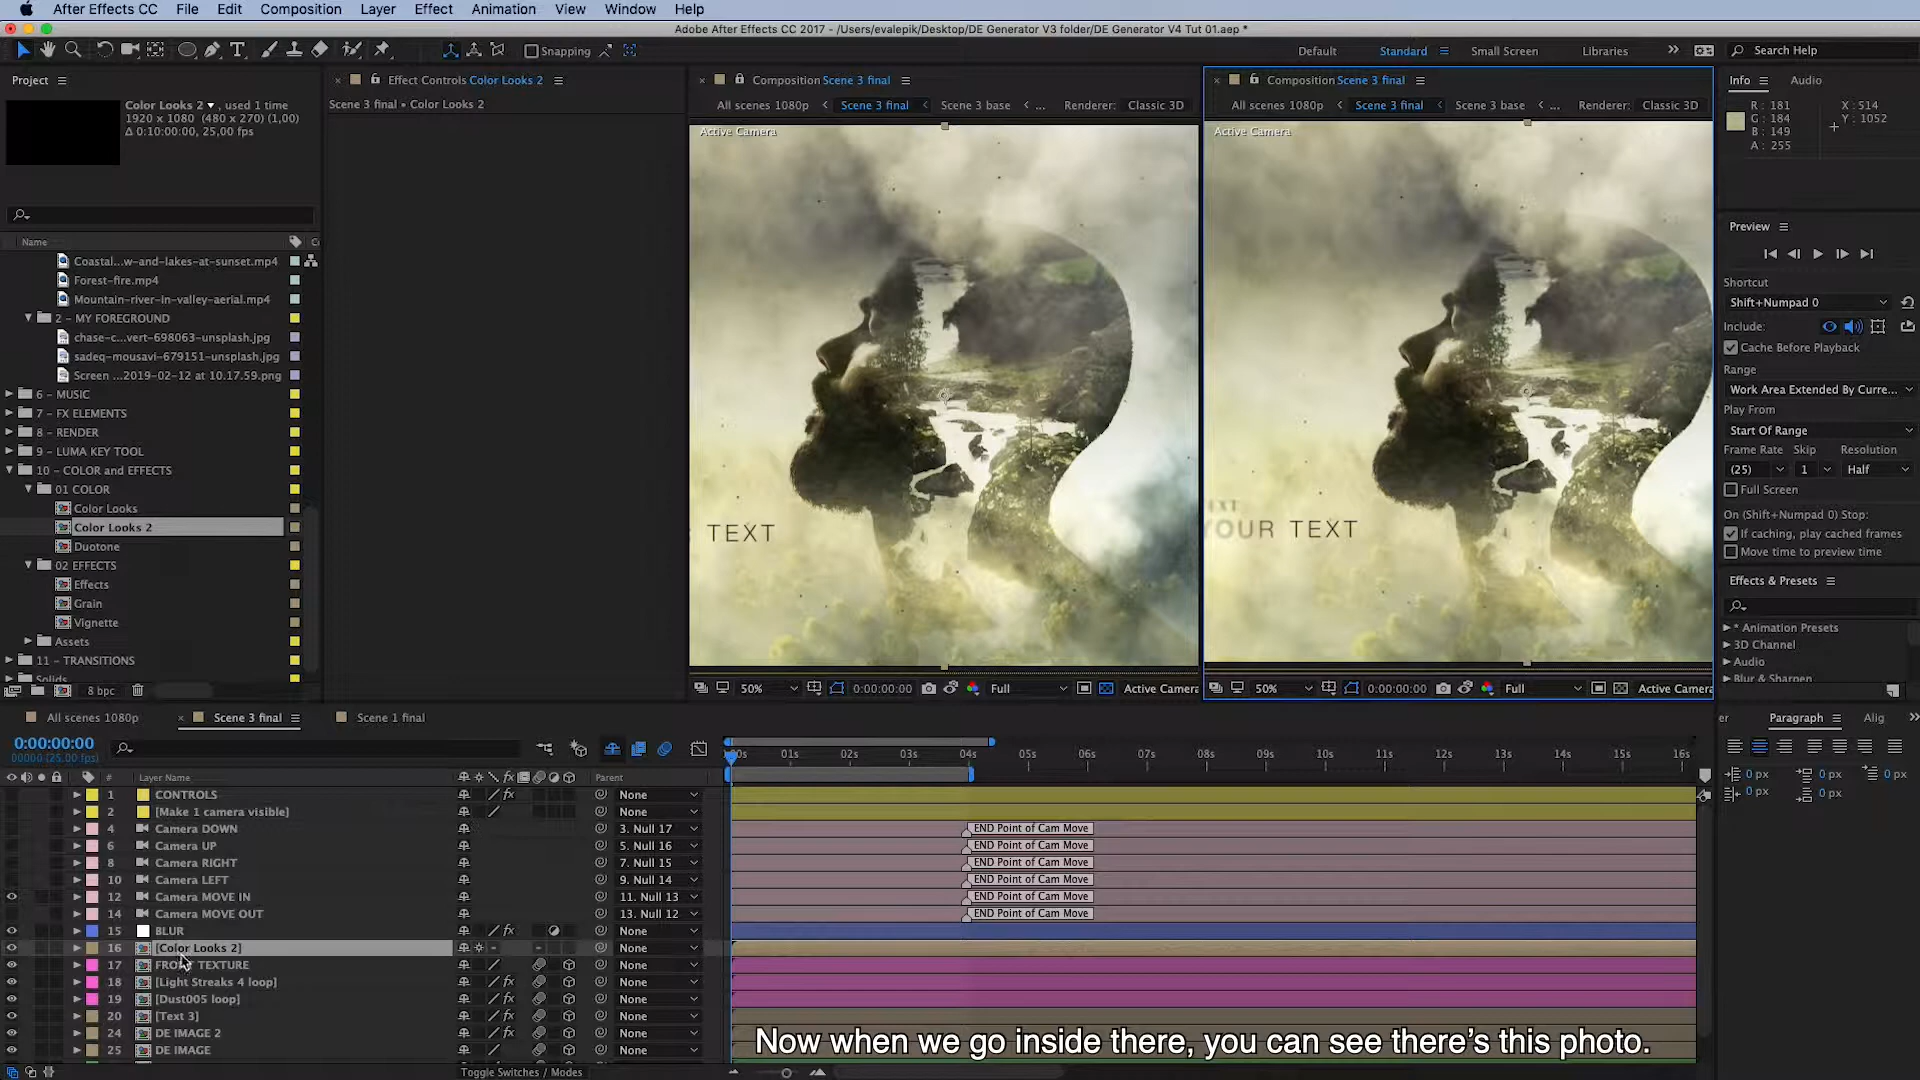 After Effects CC File Edit Composition Layer Effect Animation View Window Help
Adobe After Effects CC 2017 - /Users/evalepik/Desktop/DE Generator V3 folder/DE Generator V4 Tut 01.aep *
Snapping
Default Standard Small Screen Libraries Search Help
Project
Effect Controls Color Looks 2
Composition Scene 3 final
Composition Scene 3 final
Info Audio
Color Looks 2 , used 1 time
1920 x 1080 (480 x 270) (1,00)
Δ 0:10:00:00, 25,00 fps
Scene 3 final • Color Looks 2
All scenes 1080p Scene 3 final Scene 3 base ... Renderer: Classic 3D
All scenes 1080p Scene 3 final Scene 3 base ... Renderer: Classic 3D
R: 181
G: 184
B: 149
A: 255
X: 514
Y: 1052
Active Camera
Active Camera
Name
Coastal...w-and-lakes-at-sunset.mp4
Forest-fire.mp4
Mountain-river-in-valley-aerial.mp4
2 - MY FOREGROUND
chase-c...vert-698063-unsplash.jpg
sadeq-mousavi-679151-unsplash.jpg
Screen ...2019-02-12 at 10.17.59.png
6 - MUSIC
7 - FX ELEMENTS
8 - RENDER
9 - LUMA KEY TOOL
10 - COLOR and EFFECTS
01 COLOR
Color Looks
Color Looks 2
Duotone
02 EFFECTS
Effects
Grain
Vignette
Assets
11 - TRANSITIONS
Solids
8 bpc
TEXT
YOUR TEXT
50% 0:00:00:00 Full Active Camera
50% 0:00:00:00 Full Active Camera
Preview
Shortcut
Shift+Numpad 0
Include:
Cache Before Playback
Range
Work Area Extended By Curre...
Play From
Start Of Range
Frame Rate Skip Resolution
(25) 1 Half
Full Screen
On (Shift+Numpad 0) Stop:
If caching, play cached frames
Move time to preview time
Effects & Presets
* Animation Presets
3D Channel
Audio
Blur & Sharpen
All scenes 1080p Scene 3 final Scene 1 final
er Paragraph Alig
0:00:00:00
00000 (25.00 fps)
:00s 01s 02s 03s 04s 05s 06s 07s 08s 09s 10s 11s 12s 13s 14s 15s 16s
0 px 0 px 0 px
0 px 0 px
# Layer Name fx Parent
1 CONTROLS fx None
2 [Make 1 camera visible] None
4 Camera DOWN 3. Null 17 END Point of Cam Move
6 Camera UP 5. Null 16 END Point of Cam Move
8 Camera RIGHT 7. Null 15 END Point of Cam Move
10 Camera LEFT 9. Null 14 END Point of Cam Move
12 Camera MOVE IN 11. Null 13 END Point of Cam Move
14 Camera MOVE OUT 13. Null 12 END Point of Cam Move
15 BLUR fx None
16 [Color Looks 2] None
17 FRONT TEXTURE None
18 [Light Streaks 4 loop] fx None
19 [Dust005 loop] fx None
20 [Text 3] fx None
24 DE IMAGE 2 fx None
25 DE IMAGE None
Toggle Switches / Modes
Now when we go inside there, you can see there's this photo.